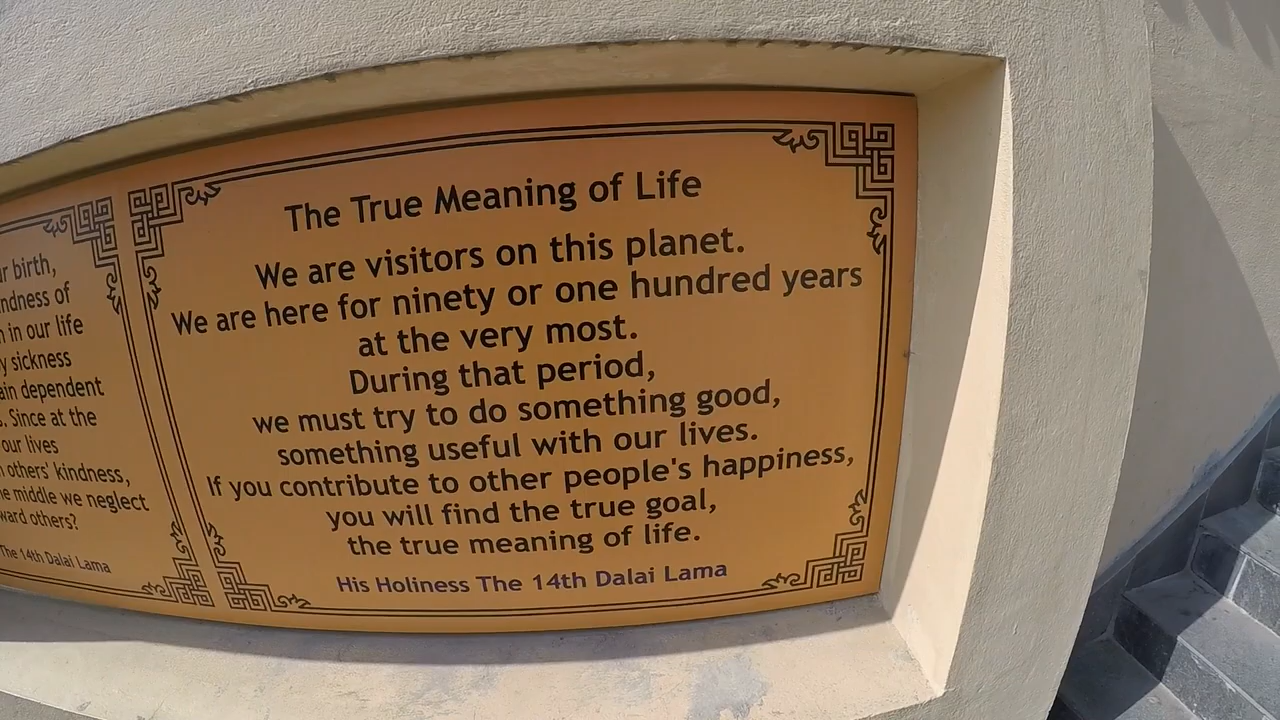 birth,
of
in our life
sickness
dependent
Since at the
our lives
others' kindness,
middle we neglect
others?
The 14th Dalai Lama
The True Meaning of Life
We are visitors on this planet.
We are here for ninety or one hundred years
at the very most.
During that period,
we must try to do something good,
something useful with our lives.
If you contribute to other people's happiness,
you will find the true goal,
the true meaning of life.
His Holiness The 14th Dalai Lama